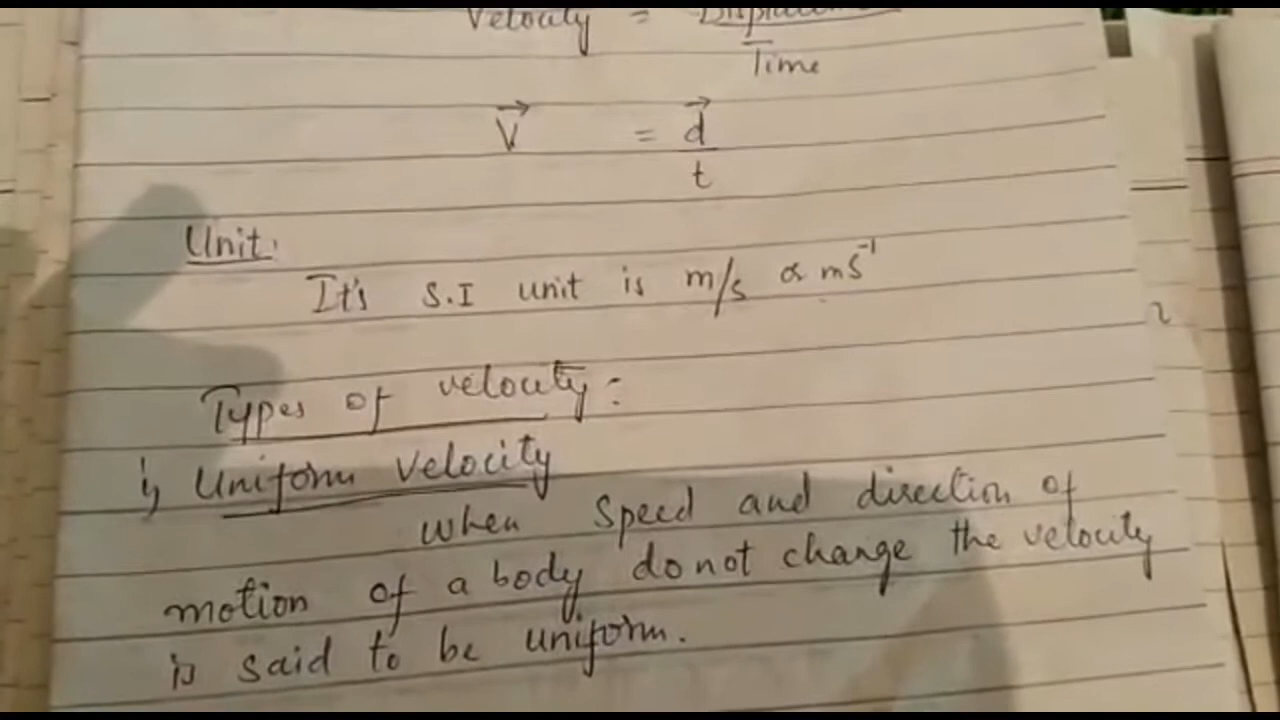 Velocity =
Time
V⃗ = d⃗
t
Unit:
It's S.I unit is m/s or ms⁻¹
Types of velocity:
i, Uniform Velocity
when speed and direction of
motion of a body do not change the velocity
is said to be uniform.